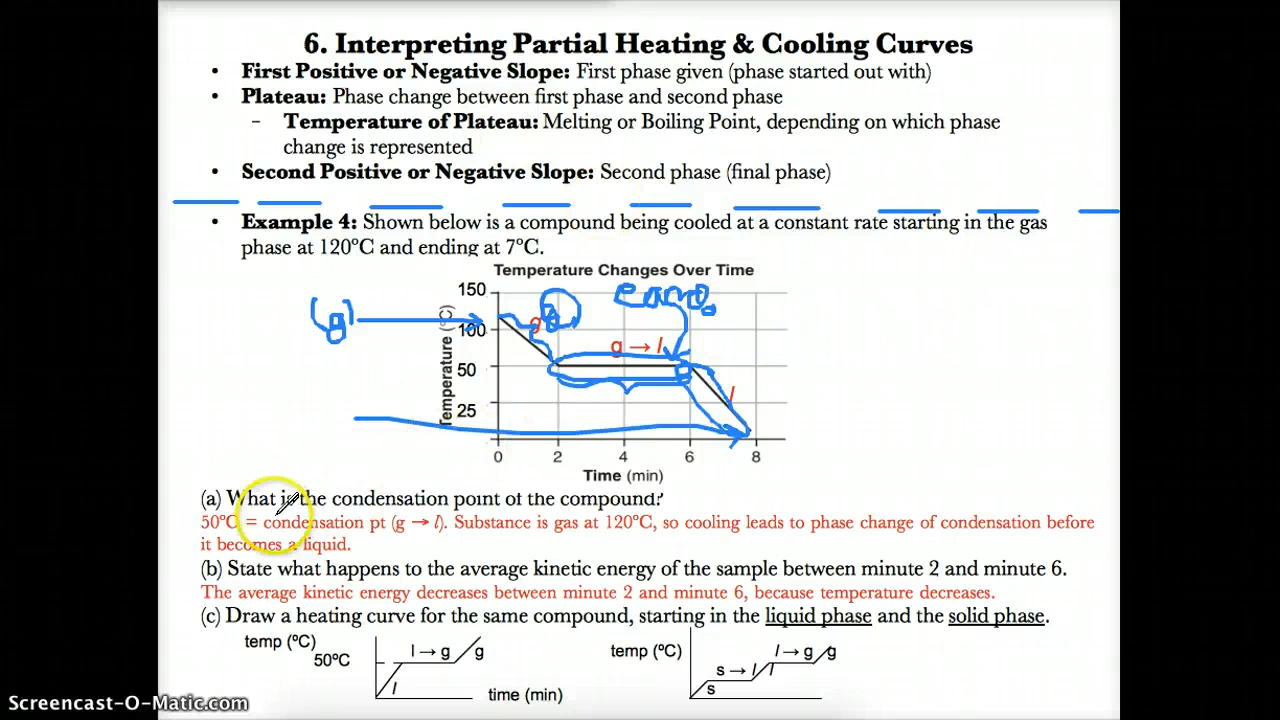 6. Interpreting Partial Heating & Cooling Curves
• First Positive or Negative Slope: First phase given (phase started out with)
• Plateau: Phase change between first phase and second phase
– Temperature of Plateau: Melting or Boiling Point, depending on which phase
change is represented
• Second Positive or Negative Slope: Second phase (final phase)
• Example 4: Shown below is a compound being cooled at a constant rate starting in the gas
phase at 120°C and ending at 7°C.
Temperature Changes Over Time
150
100
50
25
Temperature (°C)
(g)
g
g
cond.
g → l
l
0 2 4 6 8
Time (min)
(a) What is the condensation point of the compound?
50°C = condensation pt (g → l). Substance is gas at 120°C, so cooling leads to phase change of condensation before
it becomes a liquid.
(b) State what happens to the average kinetic energy of the sample between minute 2 and minute 6.
The average kinetic energy decreases between minute 2 and minute 6, because temperature decreases.
(c) Draw a heating curve for the same compound, starting in the liquid phase and the solid phase.
temp (°C)
50°C
l → g
g
l
time (min)
temp (°C)
l → g
g
s → l
l
s
Screencast-O-Matic.com